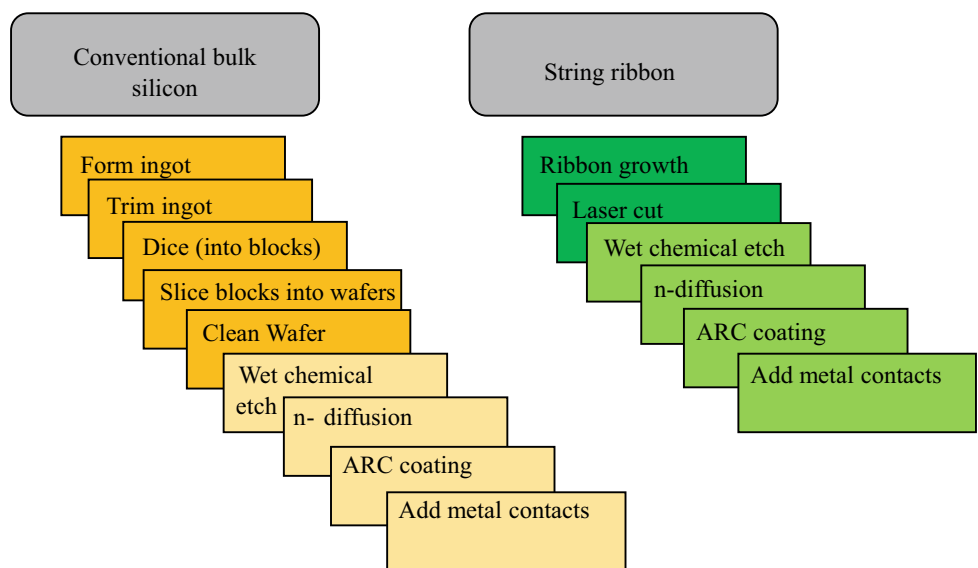 Conventional bulk
silicon
String ribbon
Form ingot
Trim ingot
Dice (into blocks)
Slice blocks into wafers
Clean Wafer
Wet chemical
etch
n- diffusion
ARC coating
Add metal contacts
Ribbon growth
Laser cut
Wet chemical etch
n-diffusion
ARC coating
Add metal contacts